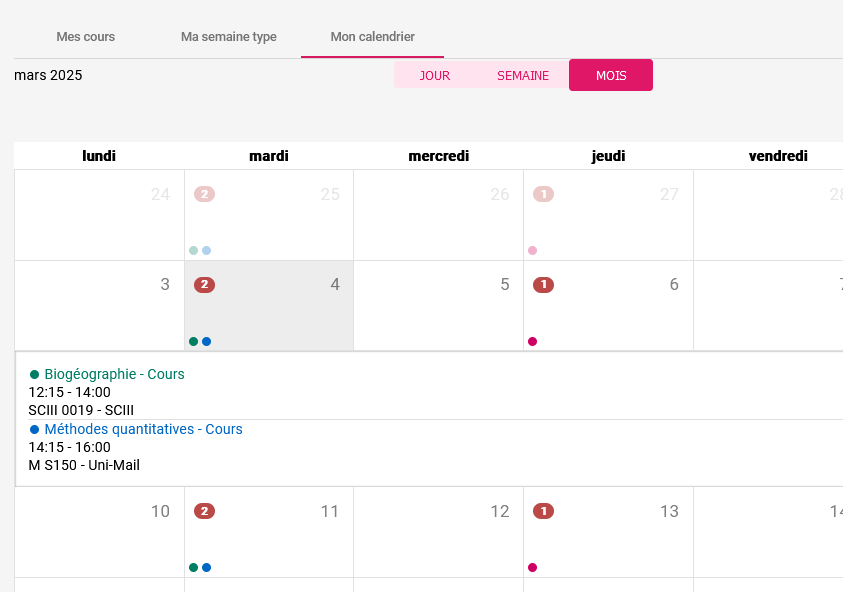 Mes cours Ma semaine type Mon calendrier
mars 2025 JOUR SEMAINE MOIS
lundi mardi mercredi jeudi vendredi
24 2 25 26 1 27 28
3 2 4 5 1 6 7
Biogéographie - Cours
12:15 - 14:00
SCIII 0019 - SCIII
Méthodes quantitatives - Cours
14:15 - 16:00
M S150 - Uni-Mail
10 2 11 12 1 13 14